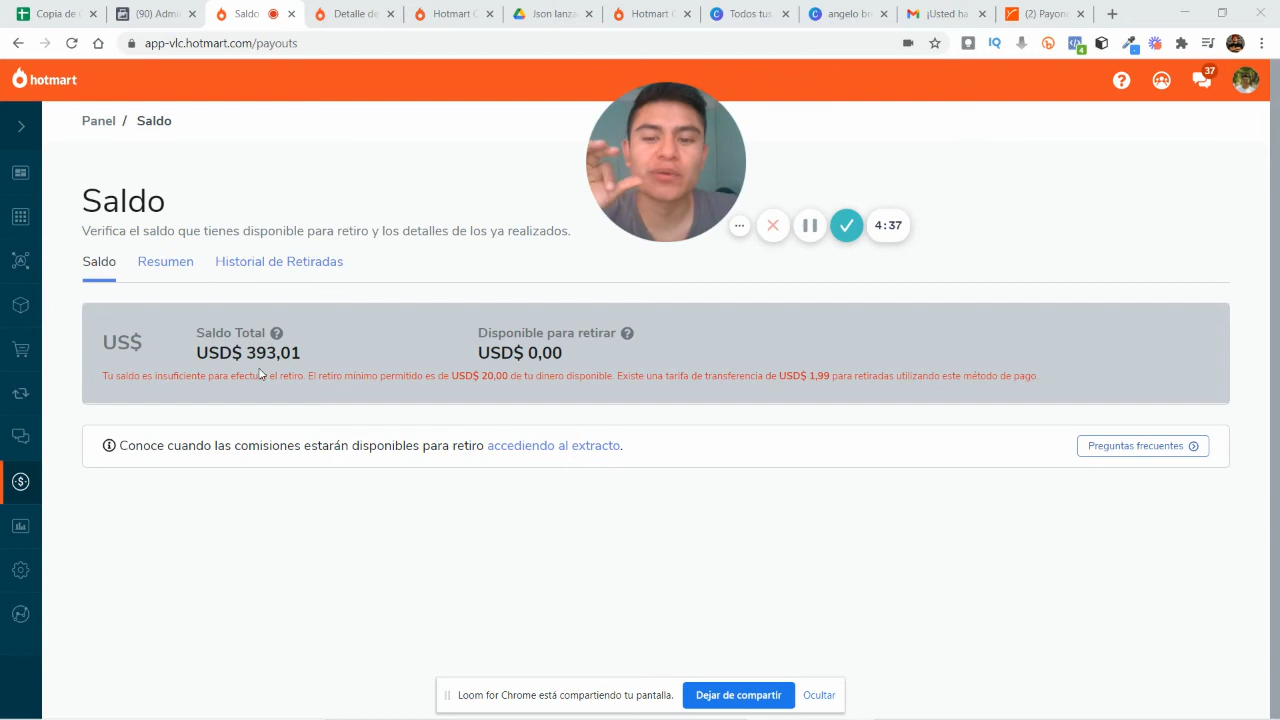 Copia de C
(90) Admi
Saldo
Detalle de
Hotmart C
Json lanza
Hotmart C
Todos tus
angelo bre
¡Usted ha
(2) Payone
app-vlc.hotmart.com/payouts
hotmart
37
Panel / Saldo
Saldo
Verifica el saldo que tienes disponible para retiro y los detalles de los ya realizados.
4:37
Saldo Resumen Historial de Retiradas
US$
Saldo Total
USD$ 393,01
Disponible para retirar
USD$ 0,00
Tu saldo es insuficiente para efectuar el retiro. El retiro mínimo permitido es de USD$ 20,00 de tu dinero disponible. Existe una tarifa de transferencia de USD$ 1,99 para retiradas utilizando este método de pago.
Conoce cuando las comisiones estarán disponibles para retiro accediendo al extracto.
Preguntas frecuentes
Loom for Chrome está compartiendo tu pantalla.
Dejar de compartir
Ocultar